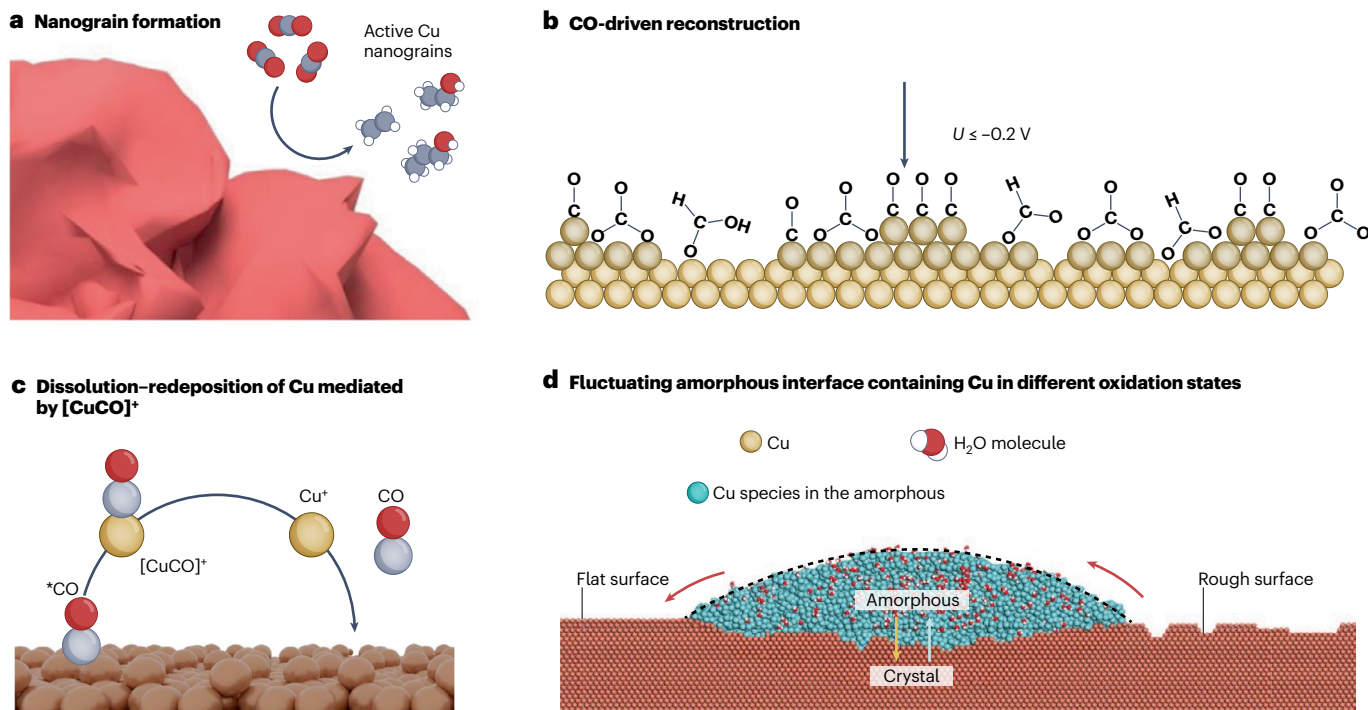 a Nanograin formation
Active Cu
nanograins
b CO-driven reconstruction
U ≤ −0.2 V
O O H O O O O O H O H O O O
C C C OH C C C C C C C C C C C
O O O O O O O O O O O O O O
c Dissolution–redeposition of Cu mediated
by [CuCO]⁺
Cu⁺
CO
[CuCO]⁺
*CO
d Fluctuating amorphous interface containing Cu in different oxidation states
Cu
H₂O molecule
Cu species in the amorphous
Flat surface
Amorphous
Rough surface
Crystal